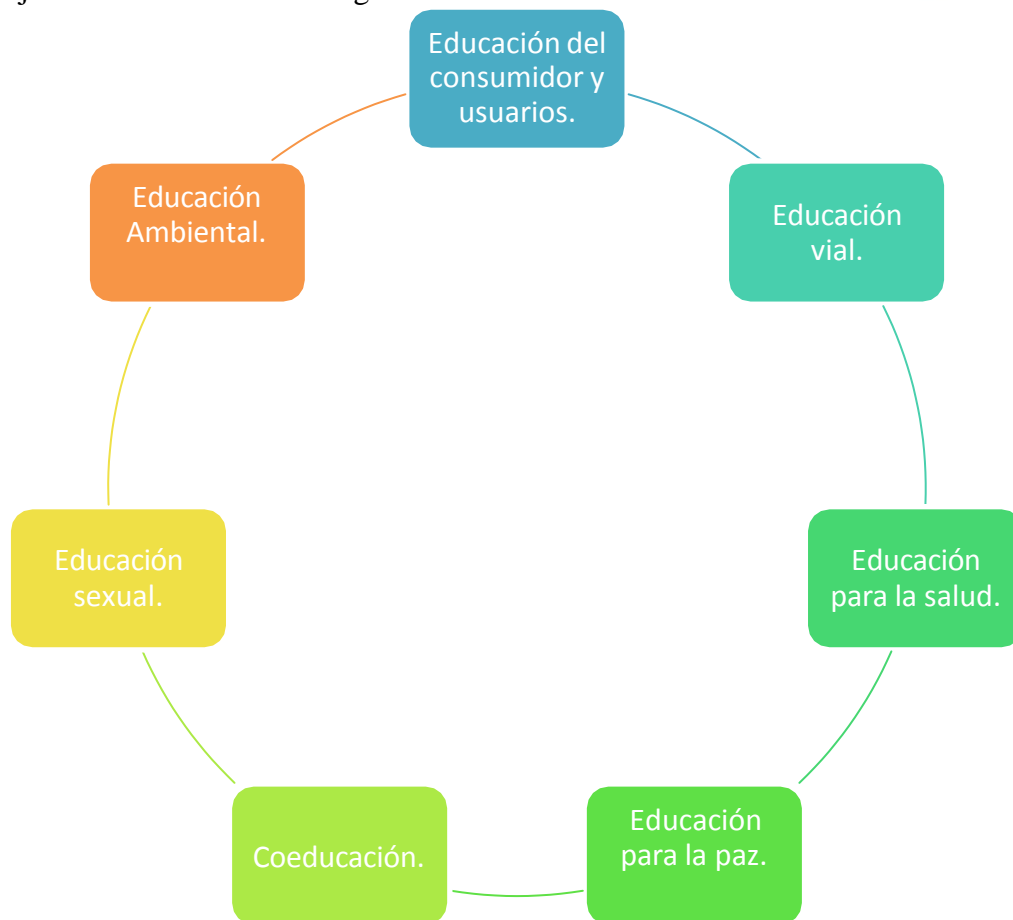 Educación del
consumidor y
usuarios.
Educación
vial.
Educación
para la salud.
Educación
para la paz.
Coeducación.
Educación
sexual.
Educación
Ambiental.